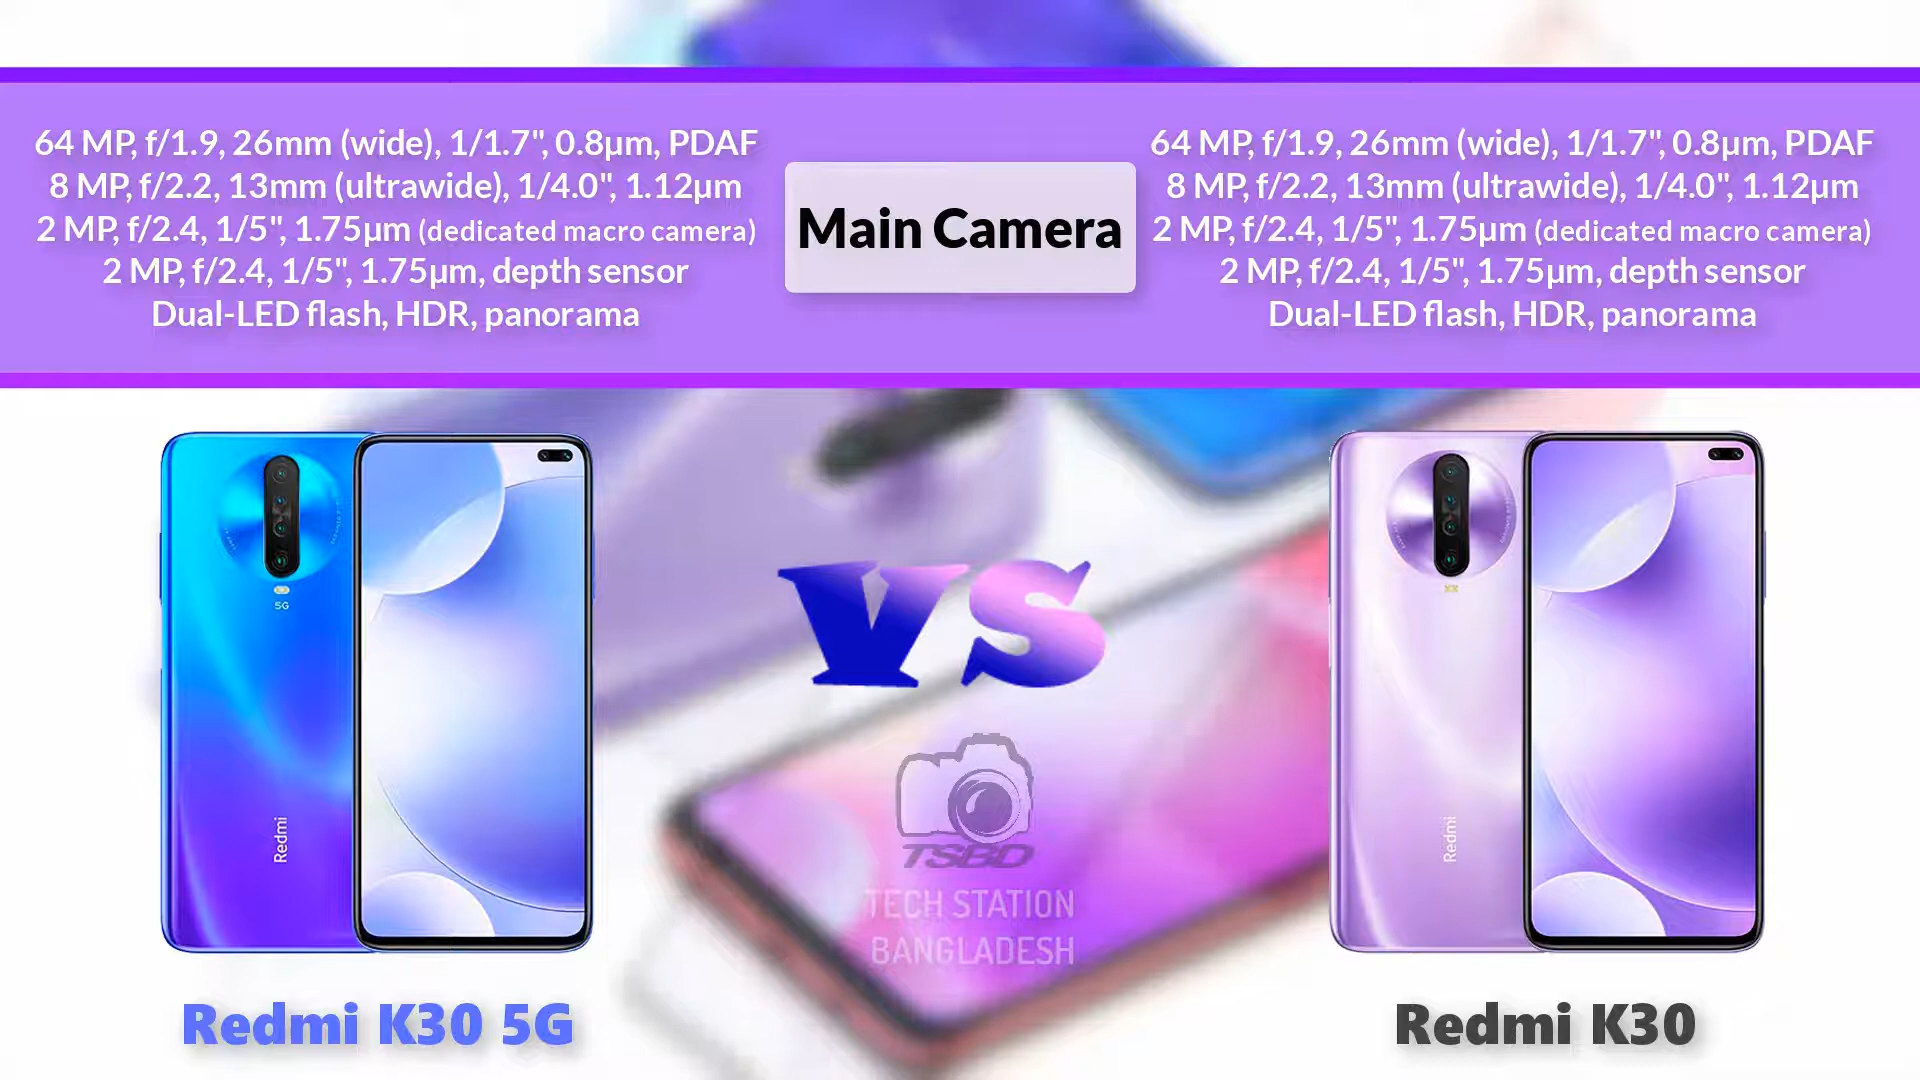 64 MP, f/1.9, 26mm (wide), 1/1.7", 0.8µm, PDAF
8 MP, f/2.2, 13mm (ultrawide), 1/4.0", 1.12µm
2 MP, f/2.4, 1/5", 1.75µm (dedicated macro camera)
2 MP, f/2.4, 1/5", 1.75µm, depth sensor
Dual-LED flash, HDR, panorama
Main Camera
64 MP, f/1.9, 26mm (wide), 1/1.7", 0.8µm, PDAF
8 MP, f/2.2, 13mm (ultrawide), 1/4.0", 1.12µm
2 MP, f/2.4, 1/5", 1.75µm (dedicated macro camera)
2 MP, f/2.4, 1/5", 1.75µm, depth sensor
Dual-LED flash, HDR, panorama
5G
Redmi
VS
TSBD
TECH STATION
BANGLADESH
Redmi
Redmi K30 5G
Redmi K30